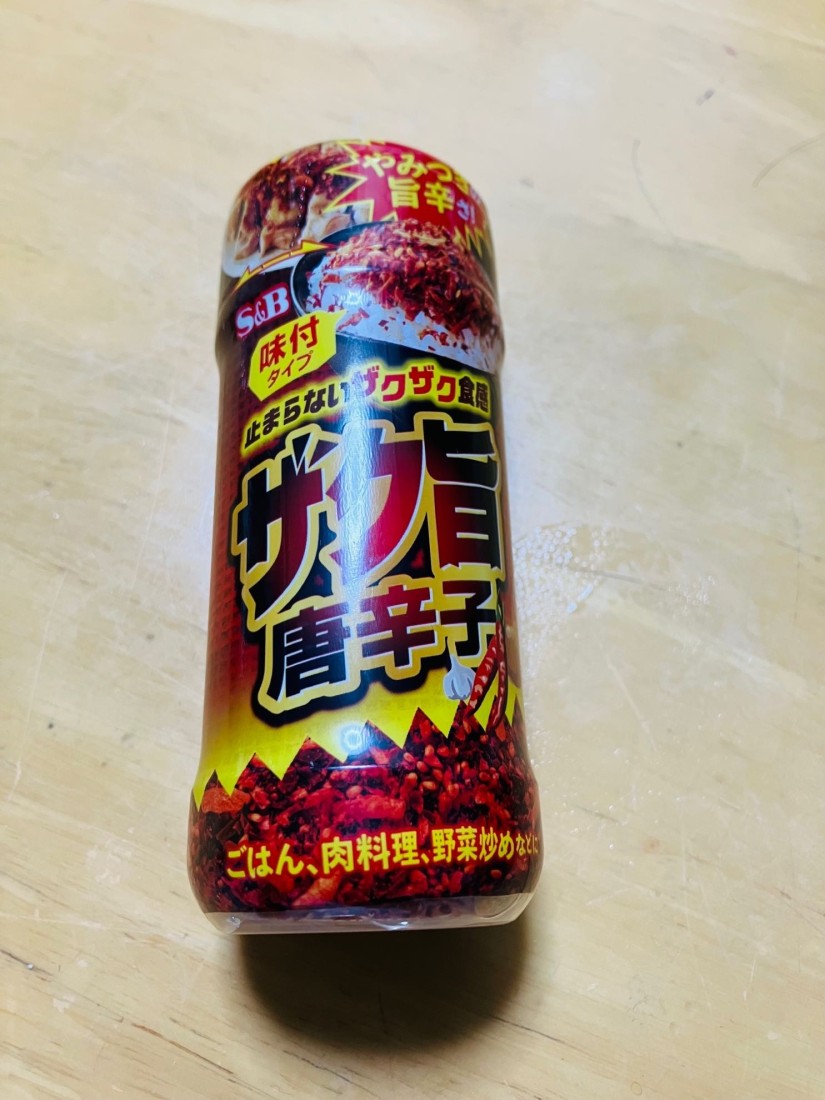 やみつき
旨辛さ!
S&B
味付
タイプ
止まらないザクザク食感
ザク旨
唐辛子
ごはん、肉料理、野菜炒めなどに